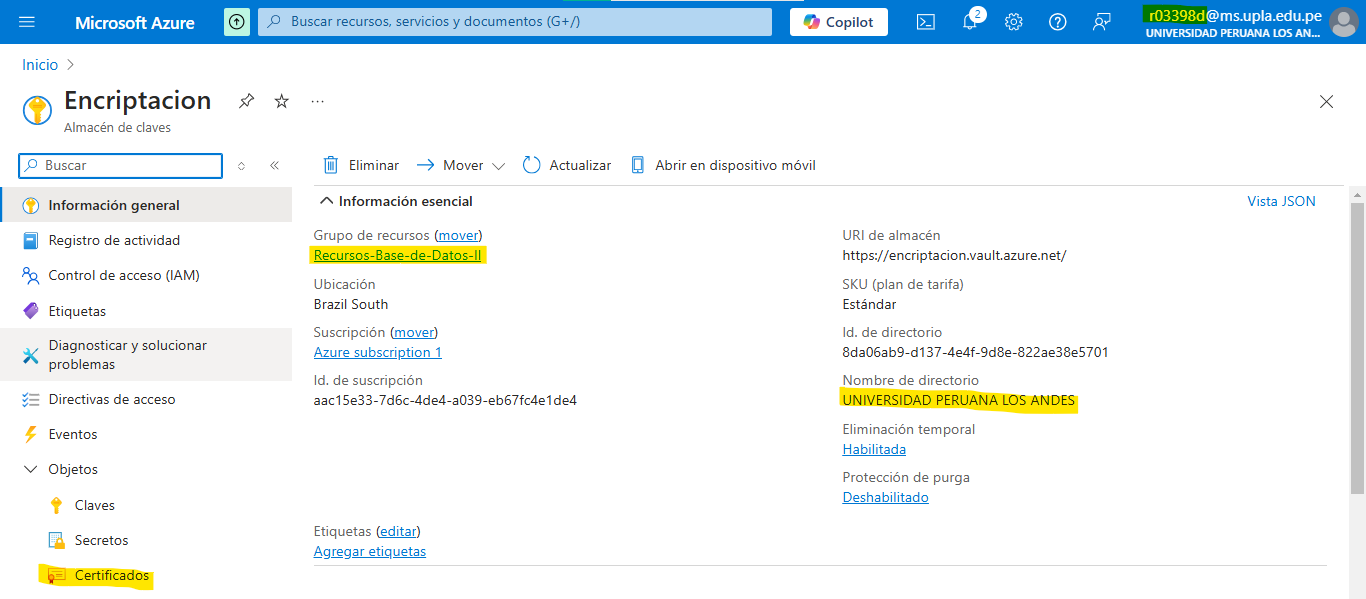 Microsoft Azure
Buscar recursos, servicios y documentos (G+/)
Copilot
2
r03398d@ms.upla.edu.pe
UNIVERSIDAD PERUANA LOS AN...
Inicio
Encriptacion
Almacén de claves
Buscar
Eliminar
Mover
Actualizar
Abrir en dispositivo móvil
Información general
Registro de actividad
Control de acceso (IAM)
Etiquetas
Diagnosticar y solucionar
problemas
Directivas de acceso
Eventos
Objetos
Claves
Secretos
Certificados
Información esencial
Vista JSON
Grupo de recursos (mover)
Recursos-Base-de-Datos-II
Ubicación
Brazil South
Suscripción (mover)
Azure subscription 1
Id. de suscripción
aac15e33-7d6c-4de4-a039-eb67fc4e1de4
URI de almacén
https://encriptacion.vault.azure.net/
SKU (plan de tarifa)
Estándar
Id. de directorio
8da06ab9-d137-4e4f-9d8e-822ae38e5701
Nombre de directorio
UNIVERSIDAD PERUANA LOS ANDES
Eliminación temporal
Habilitada
Protección de purga
Deshabilitado
Etiquetas (editar)
Agregar etiquetas